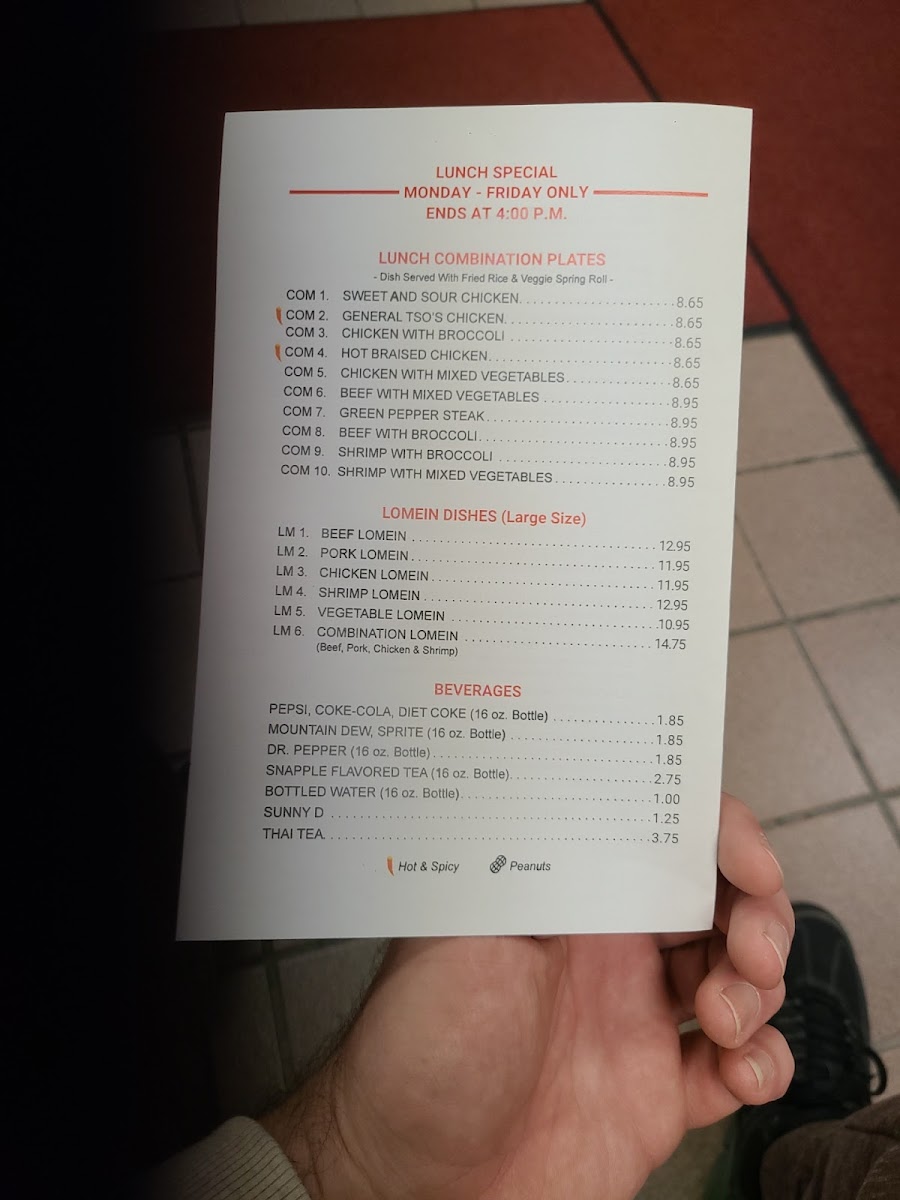 LUNCH SPECIAL
MONDAY - FRIDAY ONLY
ENDS AT 4:00 P.M.
LUNCH COMBINATION PLATES
- Dish Served With Fried Rice & Veggie Spring Roll -
COM 1. SWEET AND SOUR CHICKEN. . . . . . . . . . . . . . . . . . . . . . . 8.65
COM 2. GENERAL TSO'S CHICKEN. . . . . . . . . . . . . . . . . . . . . . . . . 8.65
COM 3. CHICKEN WITH BROCCOLI . . . . . . . . . . . . . . . . . . . . . . . . . 8.65
COM 4. HOT BRAISED CHICKEN. . . . . . . . . . . . . . . . . . . . . . . . . . . 8.65
COM 5. CHICKEN WITH MIXED VEGETABLES. . . . . . . . . . . . . . . . 8.65
COM 6. BEEF WITH MIXED VEGETABLES . . . . . . . . . . . . . . . . . . . 8.95
COM 7. GREEN PEPPER STEAK. . . . . . . . . . . . . . . . . . . . . . . . . . . 8.95
COM 8. BEEF WITH BROCCOLI. . . . . . . . . . . . . . . . . . . . . . . . . . . . 8.95
COM 9. SHRIMP WITH BROCCOLI . . . . . . . . . . . . . . . . . . . . . . . . . 8.95
COM 10. SHRIMP WITH MIXED VEGETABLES. . . . . . . . . . . . . . . . . 8.95
LOMEIN DISHES (Large Size)
LM 1. BEEF LOMEIN . . . . . . . . . . . . . . . . . . . . . . . . . . . . . . . . . . . 12.95
LM 2. PORK LOMEIN. . . . . . . . . . . . . . . . . . . . . . . . . . . . . . . . . . . 11.95
LM 3. CHICKEN LOMEIN. . . . . . . . . . . . . . . . . . . . . . . . . . . . . . . . 11.95
LM 4. SHRIMP LOMEIN . . . . . . . . . . . . . . . . . . . . . . . . . . . . . . . . . 12.95
LM 5. VEGETABLE LOMEIN . . . . . . . . . . . . . . . . . . . . . . . . . . . . . 10.95
LM 6. COMBINATION LOMEIN . . . . . . . . . . . . . . . . . . . . . . . . . . . 14.75
(Beef, Pork, Chicken & Shrimp)
BEVERAGES
PEPSI, COKE-COLA, DIET COKE (16 oz. Bottle) . . . . . . . . . . . . . . . 1.85
MOUNTAIN DEW, SPRITE (16 oz. Bottle) . . . . . . . . . . . . . . . . . . . . . 1.85
DR. PEPPER (16 oz. Bottle). . . . . . . . . . . . . . . . . . . . . . . . . . . . . . . . . 1.85
SNAPPLE FLAVORED TEA (16 oz. Bottle). . . . . . . . . . . . . . . . . . . . . 2.75
BOTTLED WATER (16 oz. Bottle). . . . . . . . . . . . . . . . . . . . . . . . . . . . 1.00
SUNNY D . . . . . . . . . . . . . . . . . . . . . . . . . . . . . . . . . . . . . . . . . . . . . . . 1.25
THAI TEA. . . . . . . . . . . . . . . . . . . . . . . . . . . . . . . . . . . . . . . . . . . . . . . 3.75
Hot & Spicy Peanuts